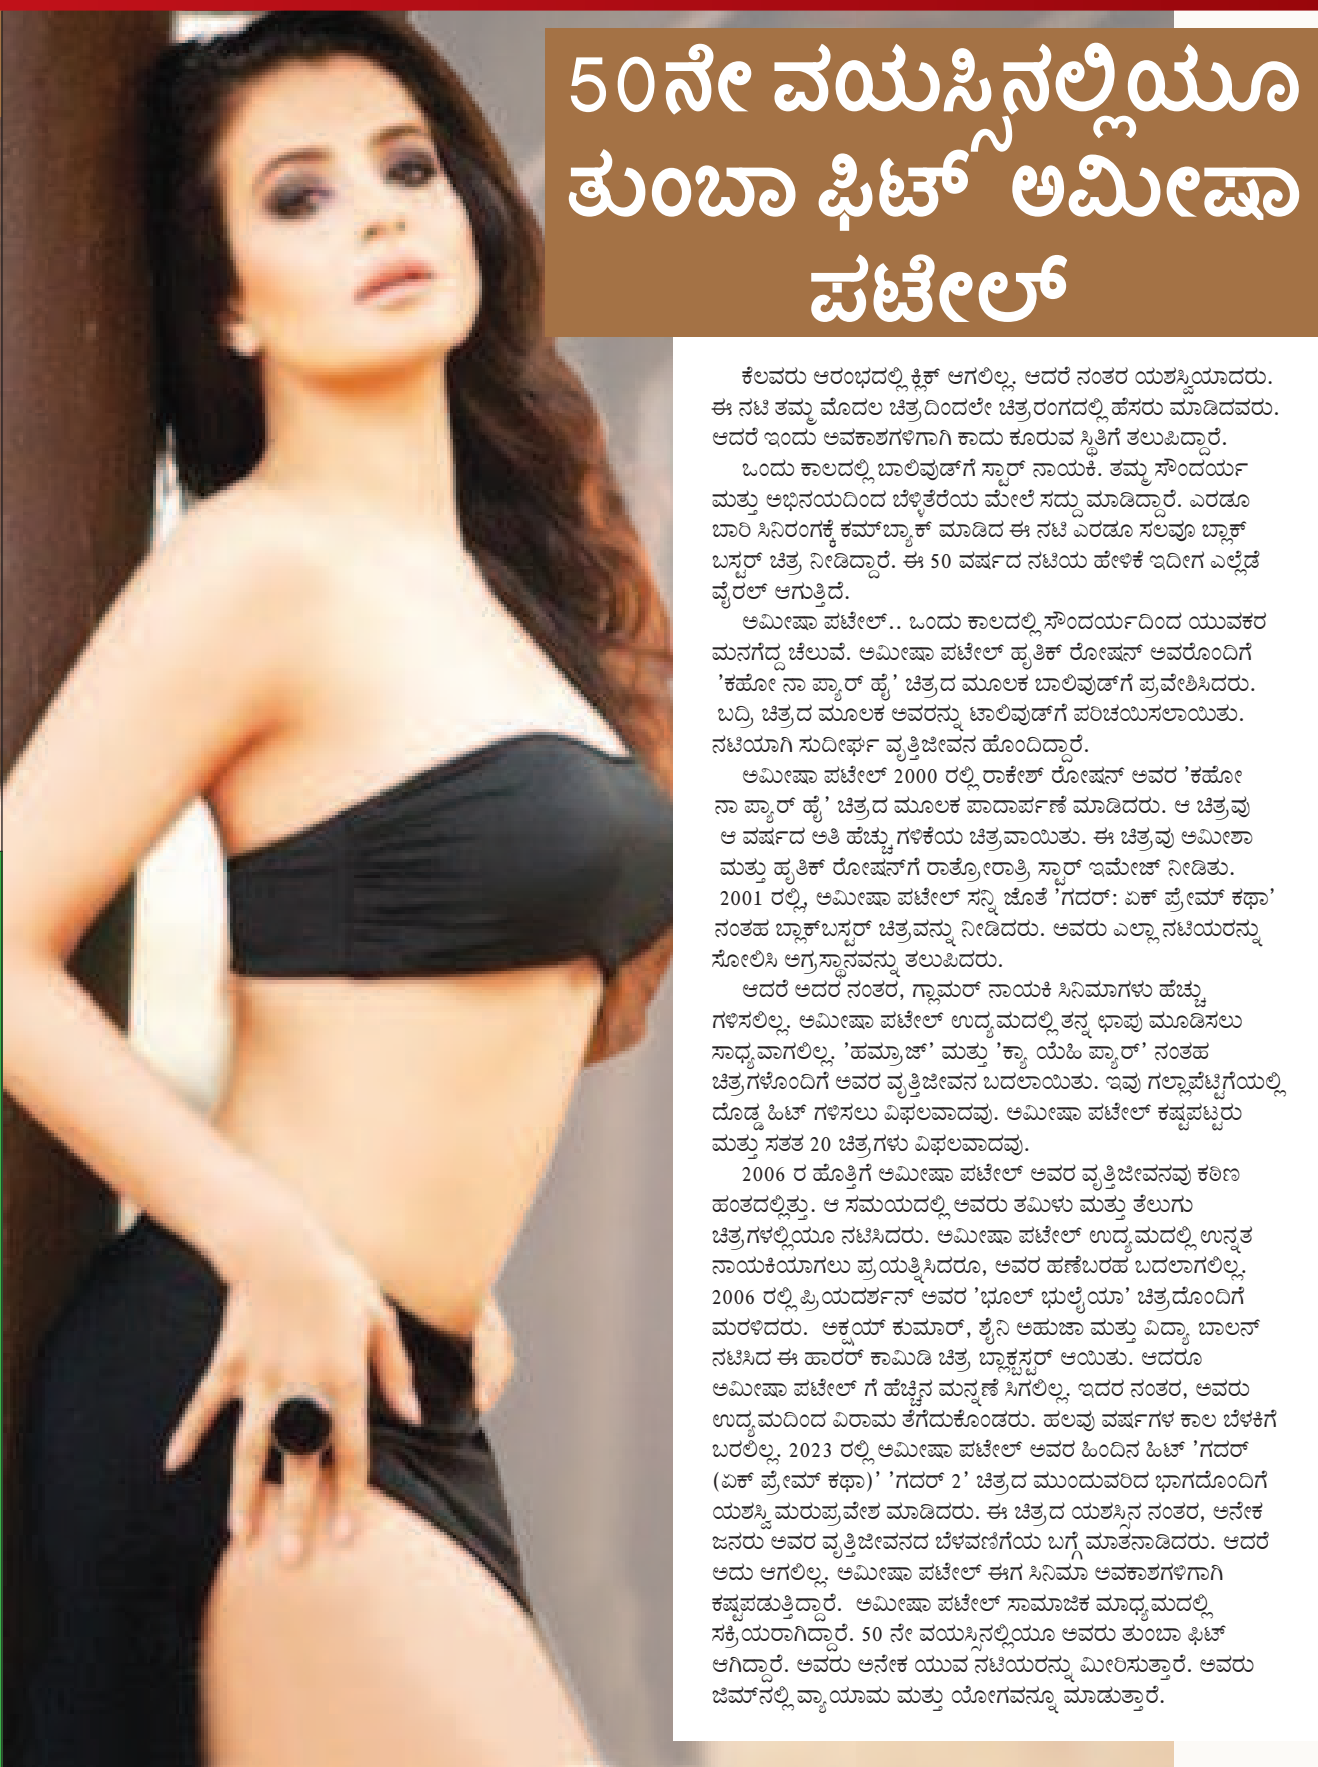 50ನೇ ವಯಸ್ಸಿನಲ್ಲಿಯೂ
ತುಂಬಾ ಫಿಟ್ ಅಮೀಷಾ
ಪಟೇಲ್
ಕೆಲವರು ಆರಂಭದಲ್ಲಿ ಕ್ಲಿಕ್ ಆಗಲಿಲ್ಲ. ಆದರೆ ನಂತರ ಯಶಸ್ವಿಯಾದರು.
ಈ ನಟಿ ತಮ್ಮ ಮೊದಲ ಚಿತ್ರದಿಂದಲೇ ಚಿತ್ರರಂಗದಲ್ಲಿ ಹೆಸರು ಮಾಡಿದವರು.
ಆದರೆ ಇಂದು ಅವಕಾಶಗಳಿಗಾಗಿ ಕಾದು ಕೂರುವ ಸ್ಥಿತಿಗೆ ತಲುಪಿದ್ದಾರೆ.
ಒಂದು ಕಾಲದಲ್ಲಿ ಬಾಲಿವುಡ್‌ಗೆ ಸ್ಟಾರ್ ನಾಯಕಿ. ತಮ್ಮ ಸೌಂದರ್ಯ
ಮತ್ತು ಅಭಿನಯದಿಂದ ಬೆಳ್ಳಿತೆರೆಯ ಮೇಲೆ ಸದ್ದು ಮಾಡಿದ್ದಾರೆ. ಎರಡೂ
ಬಾರಿ ಸಿನಿರಂಗಕ್ಕೆ ಕಮ್‌ಬ್ಯಾಕ್ ಮಾಡಿದ ಈ ನಟಿ ಎರಡೂ ಸಲವೂ ಬ್ಲಾಕ್
ಬಸ್ಟರ್ ಚಿತ್ರ ನೀಡಿದ್ದಾರೆ. ಈ 50 ವರ್ಷದ ನಟಿಯ ಹೇಳಿಕೆ ಇದೀಗ ಎಲ್ಲೆಡೆ
ವೈರಲ್ ಆಗುತ್ತಿದೆ.
ಅಮೀಷಾ ಪಟೇಲ್.. ಒಂದು ಕಾಲದಲ್ಲಿ ಸೌಂದರ್ಯದಿಂದ ಯುವಕರ
ಮನಗೆದ್ದ ಚೆಲುವೆ. ಅಮೀಷಾ ಪಟೇಲ್ ಹೃತಿಕ್ ರೋಷನ್ ಅವರೊಂದಿಗೆ
’ಕಹೋ ನಾ ಪ್ಯಾರ್ ಹೈ’ ಚಿತ್ರದ ಮೂಲಕ ಬಾಲಿವುಡ್‌ಗೆ ಪ್ರವೇಶಿಸಿದರು.
ಬದ್ರಿ ಚಿತ್ರದ ಮೂಲಕ ಅವರನ್ನು ಟಾಲಿವುಡ್‌ಗೆ ಪರಿಚಯಿಸಲಾಯಿತು.
ನಟಿಯಾಗಿ ಸುದೀರ್ಘ ವೃತ್ತಿಜೀವನ ಹೊಂದಿದ್ದಾರೆ.
ಅಮೀಷಾ ಪಟೇಲ್ 2000 ರಲ್ಲಿ ರಾಕೇಶ್ ರೋಷನ್ ಅವರ ’ಕಹೋ
ನಾ ಪ್ಯಾರ್ ಹೈ’ ಚಿತ್ರದ ಮೂಲಕ ಪಾದಾರ್ಪಣೆ ಮಾಡಿದರು. ಆ ಚಿತ್ರವು
ಆ ವರ್ಷದ ಅತಿ ಹೆಚ್ಚು ಗಳಿಕೆಯ ಚಿತ್ರವಾಯಿತು. ಈ ಚಿತ್ರವು ಅಮೀಶಾ
ಮತ್ತು ಹೃತಿಕ್ ರೋಷನ್‌ಗೆ ರಾತ್ರೋರಾತ್ರಿ ಸ್ಟಾರ್ ಇಮೇಜ್ ನೀಡಿತು.
2001 ರಲ್ಲಿ, ಅಮೀಷಾ ಪಟೇಲ್ ಸನ್ನಿ ಜೊತೆ ’ಗದರ್: ಏಕ್ ಪ್ರೇಮ್ ಕಥಾ’
ನಂತಹ ಬ್ಲಾಕ್‌ಬಸ್ಟರ್ ಚಿತ್ರವನ್ನು ನೀಡಿದರು. ಅವರು ಎಲ್ಲಾ ನಟಿಯರನ್ನು
ಸೋಲಿಸಿ ಅಗ್ರಸ್ಥಾನವನ್ನು ತಲುಪಿದರು.
ಆದರೆ ಅದರ ನಂತರ, ಗ್ಲಾಮರ್ ನಾಯಕಿ ಸಿನಿಮಾಗಳು ಹೆಚ್ಚು
ಗಳಿಸಲಿಲ್ಲ. ಅಮೀಷಾ ಪಟೇಲ್ ಉದ್ಯಮದಲ್ಲಿ ತನ್ನ ಛಾಪು ಮೂಡಿಸಲು
ಸಾಧ್ಯವಾಗಲಿಲ್ಲ. ’ಹಮ್ರಾಜ್’ ಮತ್ತು ’ಕ್ಯಾ ಯೆಹಿ ಪ್ಯಾರ್’ ನಂತಹ
ಚಿತ್ರಗಳೊಂದಿಗೆ ಅವರ ವೃತ್ತಿಜೀವನ ಬದಲಾಯಿತು. ಇವು ಗಲ್ಲಾಪೆಟ್ಟಿಗೆಯಲ್ಲಿ
ದೊಡ್ಡ ಹಿಟ್ ಗಳಿಸಲು ವಿಫಲವಾದವು. ಅಮೀಷಾ ಪಟೇಲ್ ಕಷ್ಟಪಟ್ಟರು
ಮತ್ತು ಸತತ 20 ಚಿತ್ರಗಳು ವಿಫಲವಾದವು.
2006 ರ ಹೊತ್ತಿಗೆ ಅಮೀಷಾ ಪಟೇಲ್ ಅವರ ವೃತ್ತಿಜೀವನವು ಕಠಿಣ
ಹಂತದಲ್ಲಿತ್ತು. ಆ ಸಮಯದಲ್ಲಿ ಅವರು ತಮಿಳು ಮತ್ತು ತೆಲುಗು
ಚಿತ್ರಗಳಲ್ಲಿಯೂ ನಟಿಸಿದರು. ಅಮೀಷಾ ಪಟೇಲ್ ಉದ್ಯಮದಲ್ಲಿ ಉನ್ನತ
ನಾಯಕಿಯಾಗಲು ಪ್ರಯತ್ನಿಸಿದರೂ, ಅವರ ಹಣೆಬರಹ ಬದಲಾಗಲಿಲ್ಲ.
2006 ರಲ್ಲಿ ಪ್ರಿಯದರ್ಶನ್ ಅವರ ’ಭೂಲ್ ಭುಲೈಯಾ’ ಚಿತ್ರದೊಂದಿಗೆ
ಮರಳಿದರು. ಅಕ್ಷಯ್ ಕುಮಾರ್, ಶೈನಿ ಅಹುಜಾ ಮತ್ತು ವಿದ್ಯಾ ಬಾಲನ್
ನಟಿಸಿದ ಈ ಹಾರರ್ ಕಾಮಿಡಿ ಚಿತ್ರ ಬ್ಲಾಕ್ಬಸ್ಟರ್ ಆಯಿತು. ಆದರೂ
ಅಮೀಷಾ ಪಟೇಲ್ ಗೆ ಹೆಚ್ಚಿನ ಮನ್ನಣೆ ಸಿಗಲಿಲ್ಲ. ಇದರ ನಂತರ, ಅವರು
ಉದ್ಯಮದಿಂದ ವಿರಾಮ ತೆಗೆದುಕೊಂಡರು. ಹಲವು ವರ್ಷಗಳ ಕಾಲ ಬೆಳಕಿಗೆ
ಬರಲಿಲ್ಲ. 2023 ರಲ್ಲಿ ಅಮೀಷಾ ಪಟೇಲ್ ಅವರ ಹಿಂದಿನ ಹಿಟ್ ’ಗದರ್
(ಏಕ್ ಪ್ರೇಮ್ ಕಥಾ)’ ’ಗದರ್ 2’ ಚಿತ್ರದ ಮುಂದುವರಿದ ಭಾಗದೊಂದಿಗೆ
ಯಶಸ್ವಿ ಮರುಪ್ರವೇಶ ಮಾಡಿದರು. ಈ ಚಿತ್ರದ ಯಶಸ್ಸಿನ ನಂತರ, ಅನೇಕ
ಜನರು ಅವರ ವೃತ್ತಿಜೀವನದ ಬೆಳವಣಿಗೆಯ ಬಗ್ಗೆ ಮಾತನಾಡಿದರು. ಆದರೆ
ಅದು ಆಗಲಿಲ್ಲ. ಅಮೀಷಾ ಪಟೇಲ್ ಈಗ ಸಿನಿಮಾ ಅವಕಾಶಗಳಿಗಾಗಿ
ಕಷ್ಟಪಡುತ್ತಿದ್ದಾರೆ. ಅಮೀಷಾ ಪಟೇಲ್ ಸಾಮಾಜಿಕ ಮಾಧ್ಯಮದಲ್ಲಿ
ಸಕ್ರಿಯರಾಗಿದ್ದಾರೆ. 50 ನೇ ವಯಸ್ಸಿನಲ್ಲಿಯೂ ಅವರು ತುಂಬಾ ಫಿಟ್
ಆಗಿದ್ದಾರೆ. ಅವರು ಅನೇಕ ಯುವ ನಟಿಯರನ್ನು ಮೀರಿಸುತ್ತಾರೆ. ಅವರು
ಜಿಮ್‌ನಲ್ಲಿ ವ್ಯಾಯಾಮ ಮತ್ತು ಯೋಗವನ್ನೂ ಮಾಡುತ್ತಾರೆ.